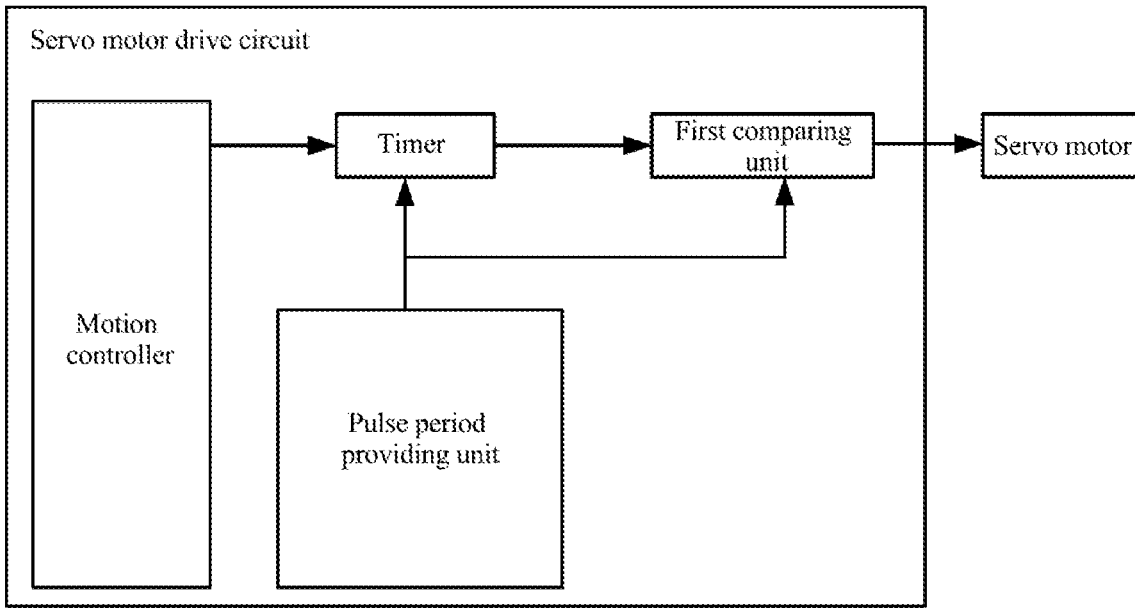 Servo motor drive circuit
Timer
First comparing
unit
Servo motor
Motion
controller
Pulse period
providing unit